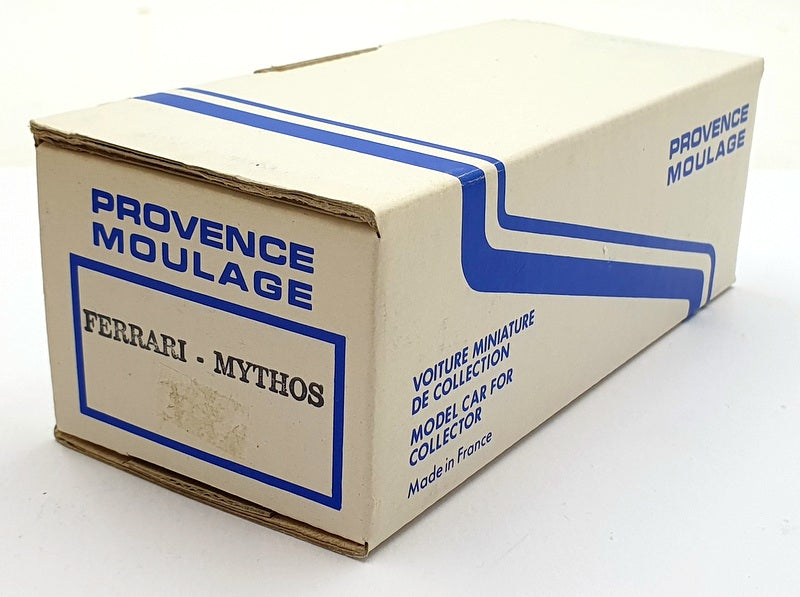 PROVENCE
MOULAGE
FERRARI - MYTHOS
PROVENCE
MOULAGE
VOITURE MINIATURE
DE COLLECTION
MODEL CAR FOR
COLLECTOR
Made in France